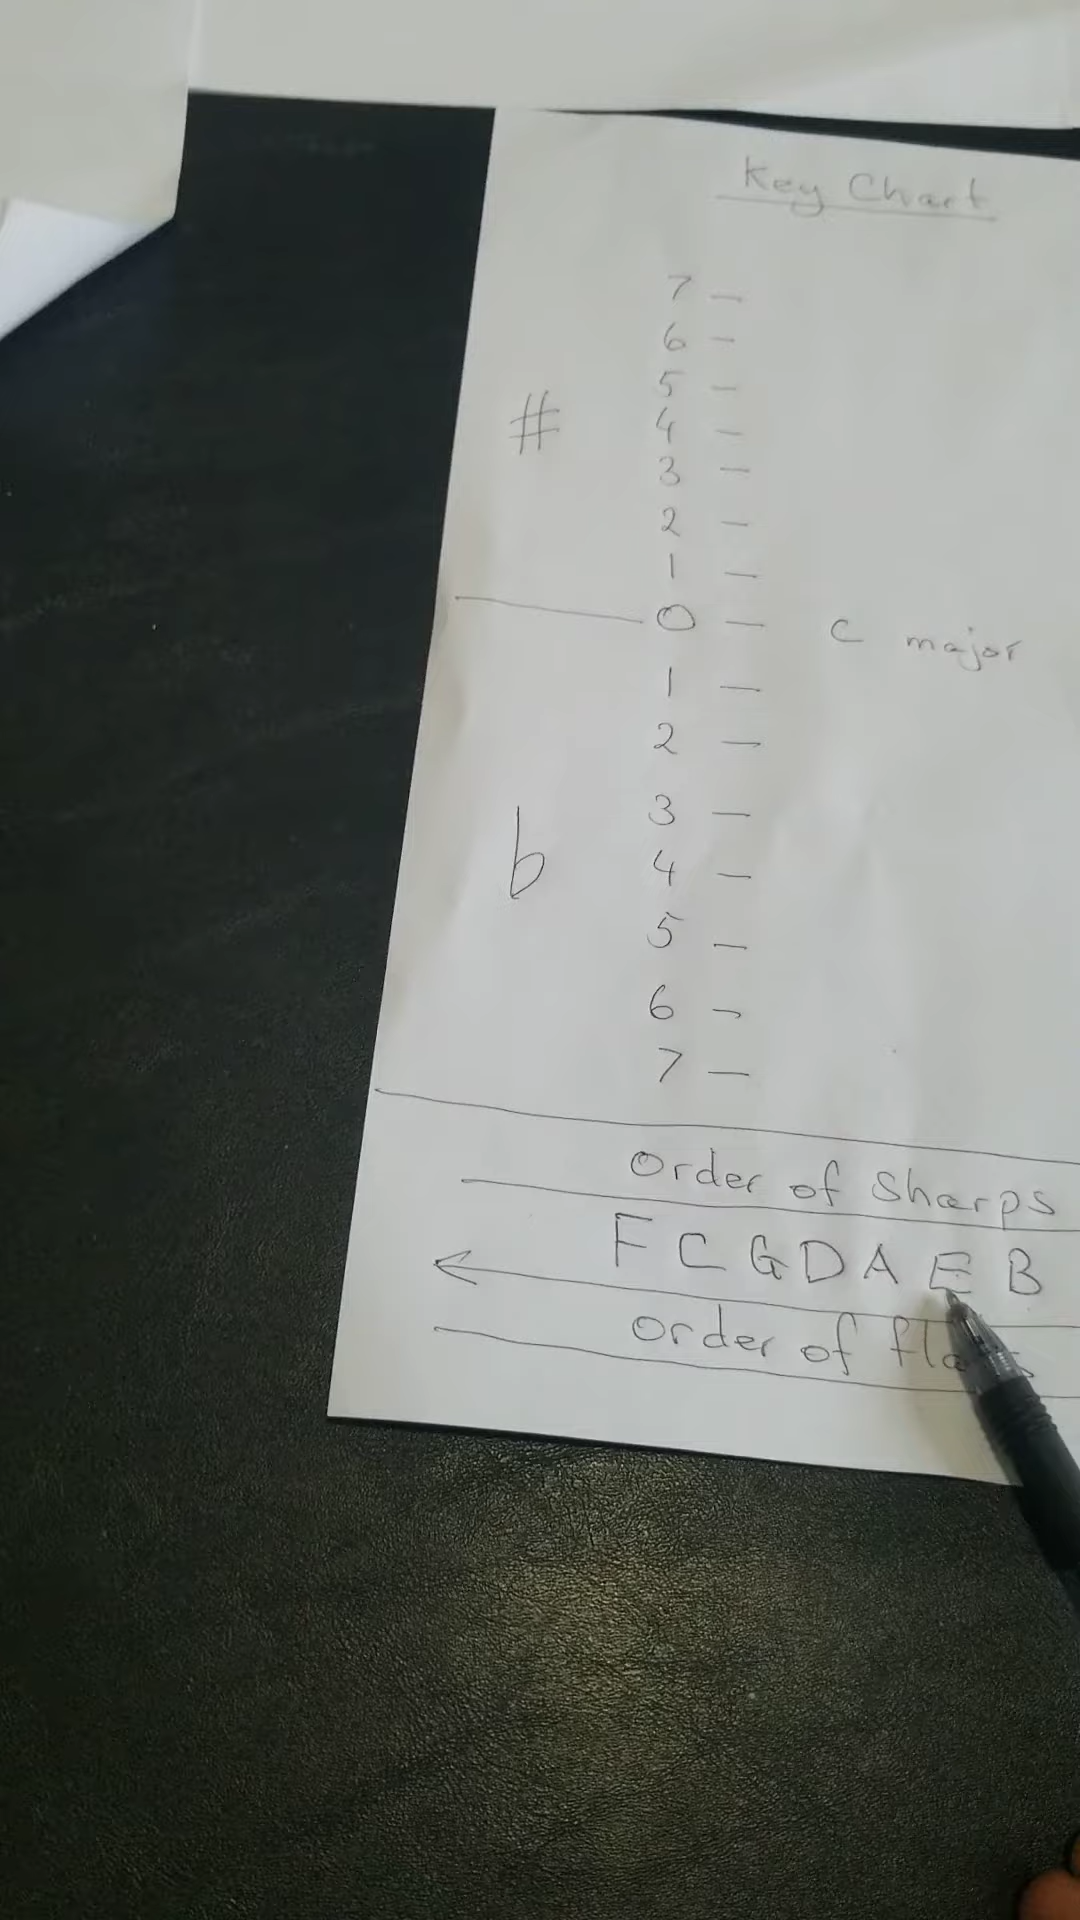 Key Chart
7 –
6 –
5 –
# 4 –
3 –
2 –
1 –
0 – C major
1 –
2 –
3 –
b 4 –
5 –
6 –
7 –
Order of Sharps
F C G D A E B
Order of flats